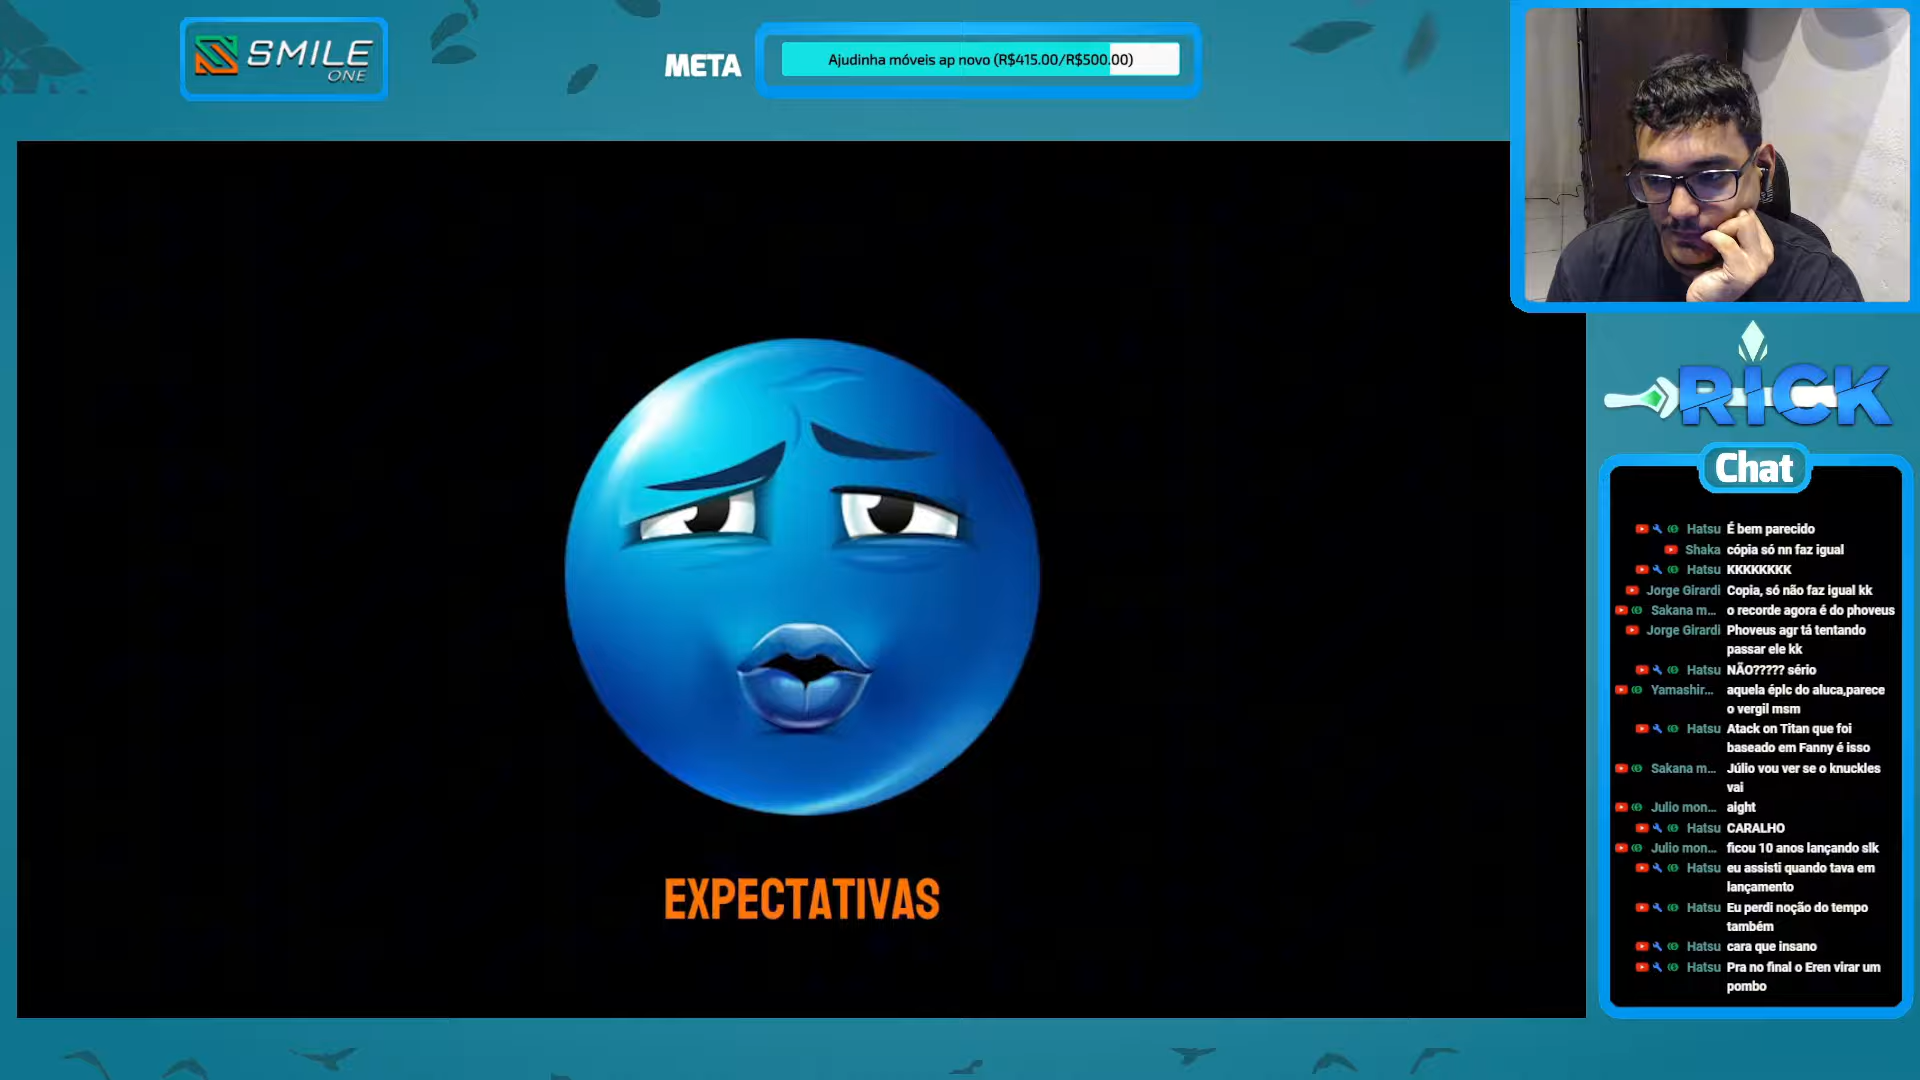 SMILE
ONE
META
Ajudinha móveis ap novo (R$415.00/R$500.00)
RICK
Chat
Hatsu É bem parecido
Shaka cópia só nn faz igual
Hatsu KKKKKKKK
Jorge Girardi Copia, só não faz igual kk
Sakana m... o recorde agora é do phoveus
Jorge Girardi Phoveus agr tá tentando
passar ele kk
Hatsu NÃO????? sério
Yamashir... aquela éplc do aluca,parece
o vergil msm
Hatsu Atack on Titan que foi
baseado em Fanny é isso
Sakana m... Júlio vou ver se o knuckles
vai
Julio mon... aight
Hatsu CARALHO
Julio mon... ficou 10 anos lançando slk
Hatsu eu assisti quando tava em
lançamento
Hatsu Eu perdi noção do tempo
também
Hatsu cara que insano
Hatsu Pra no final o Eren virar um
pombo
EXPECTATIVAS